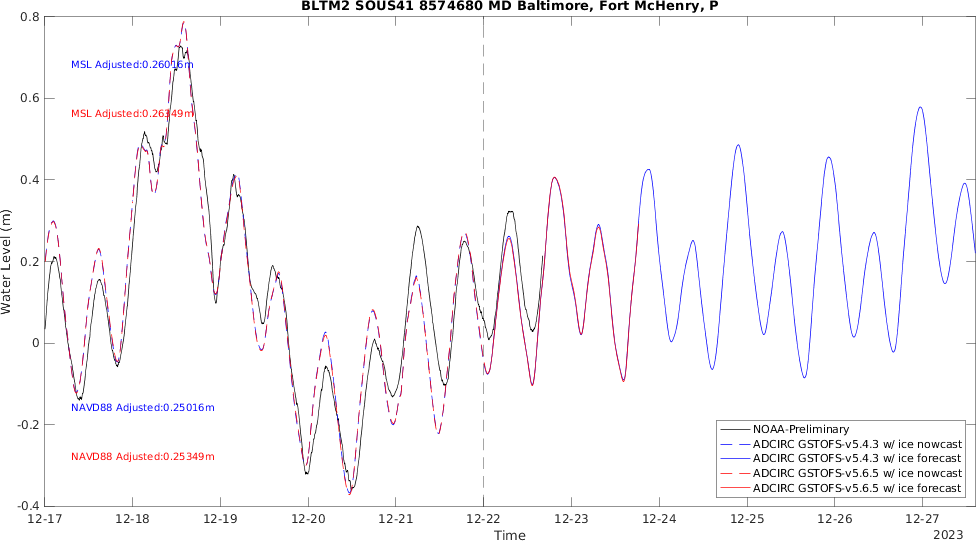 BLTM2 SOUS41 8574680 MD Baltimore, Fort McHenry, P
0.8
0.6
0.4
0.2
0
-0.2
-0.4
Water Level (m)
MSL Adjusted:0.26016m
MSL Adjusted:0.26349m
NAVD88 Adjusted:0.25016m
NAVD88 Adjusted:0.25349m
NOAA-Preliminary
ADCIRC GSTOFS-v5.4.3 w/ ice nowcast
ADCIRC GSTOFS-v5.4.3 w/ ice forecast
ADCIRC GSTOFS-v5.6.5 w/ ice nowcast
ADCIRC GSTOFS-v5.6.5 w/ ice forecast
12-17 12-18 12-19 12-20 12-21 12-22 12-23 12-24 12-25 12-26 12-27
Time
2023